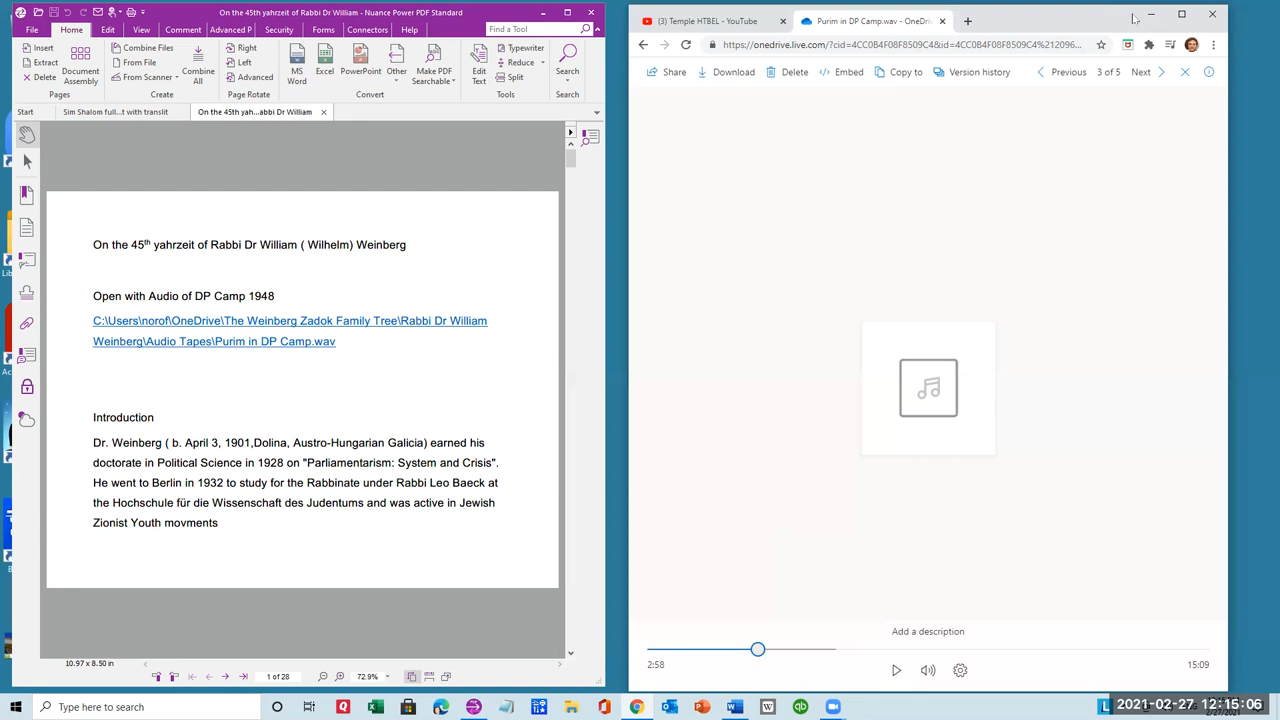 On the 45th yahrzeit of Rabbi Dr William - Nuance Power PDF Standard
File Home Edit View Comment Advanced P Security Forms Connectors Help Find a Tool
Insert
Extract
Delete
Pages
Document Assembly
Combine Files
From File
From Scanner
Combine All
Create
Right
Left
Advanced
Page Rotate
MS Word
Excel
PowerPoint
Other
Make PDF Searchable
Convert
Edit Text
Typewriter
Reduce
Split
Tools
Search
Search
Start Sim Shalom full...t with translit On the 45th yah...abbi Dr William
On the 45th yahrzeit of Rabbi Dr William ( Wilhelm) Weinberg
Open with Audio of DP Camp 1948
C:\Users\norof\OneDrive\The Weinberg Zadok Family Tree\Rabbi Dr William
Weinberg\Audio Tapes\Purim in DP Camp.wav
Introduction
Dr. Weinberg ( b. April 3, 1901,Dolina, Austro-Hungarian Galicia) earned his
doctorate in Political Science in 1928 on "Parliamentarism: System and Crisis".
He went to Berlin in 1932 to study for the Rabbinate under Rabbi Leo Baeck at
the Hochschule für die Wissenschaft des Judentums and was active in Jewish
Zionist Youth movments
10.97 x 8.50 in
1 of 28 72.9%
(3) Temple HTBEL - YouTube Purim in DP Camp.wav - OneDri
Share Download Delete Embed Copy to Version history Previous 3 of 5 Next
Add a description
2:58 15:09
Type here to search
2021-02-27 12:15:06